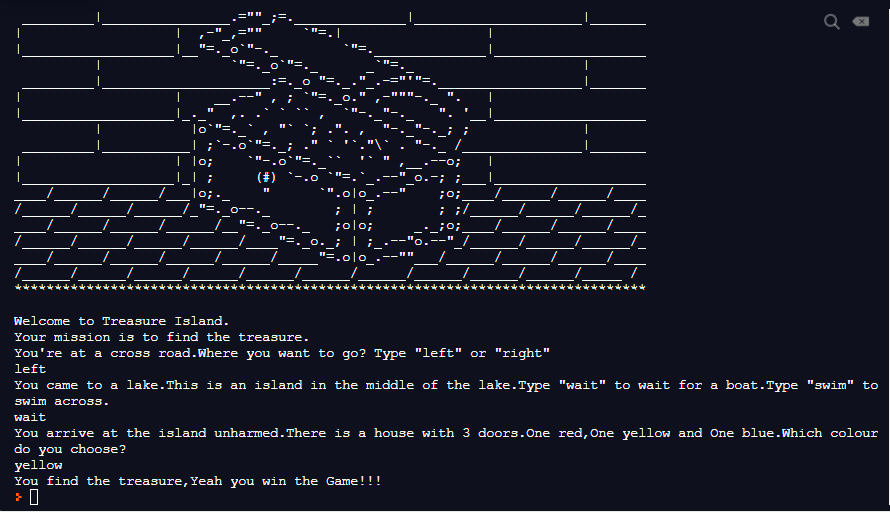 Welcome to Treasure Island.
Your mission is to find the treasure.
You're at a cross road.Where you want to go? Type "left" or "right"
left
You came to a lake.This is an island in the middle of the lake.Type "wait" to wait for a boat.Type "swim" to
swim across.
wait
You arrive at the island unharmed.There is a house with 3 doors.One red,One yellow and One blue.Which colour
do you choose?
yellow
You find the treasure,Yeah you win the Game!!!